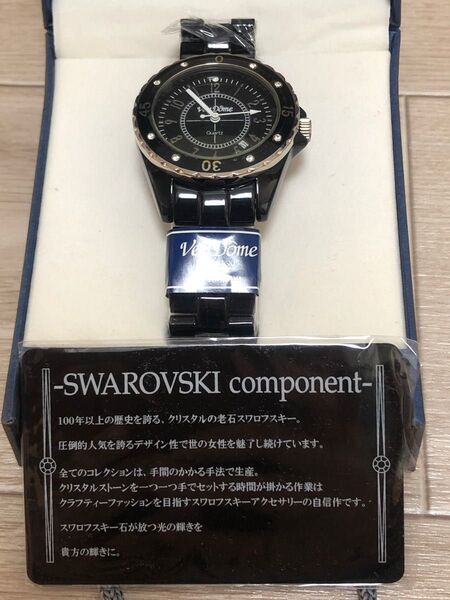 VenDôme
Quartz
45
15
30
12
VenDôme
-SWAROVSKI component-
100年以上の歴史を誇る、クリスタルの老石スワロフスキー。
圧倒的人気を誇るデザイン性で世の女性を魅了し続けています。
全てのコレクションは、手間のかかる手法で生産。
クリスタルストーンを一つ一つ手でセットする時間が掛かる作業は
クラフティーファッションを目指すスワロフスキーアクセサリーの自信作です。
スワロフスキー石が放つ光の輝きを
貴方の輝きに。